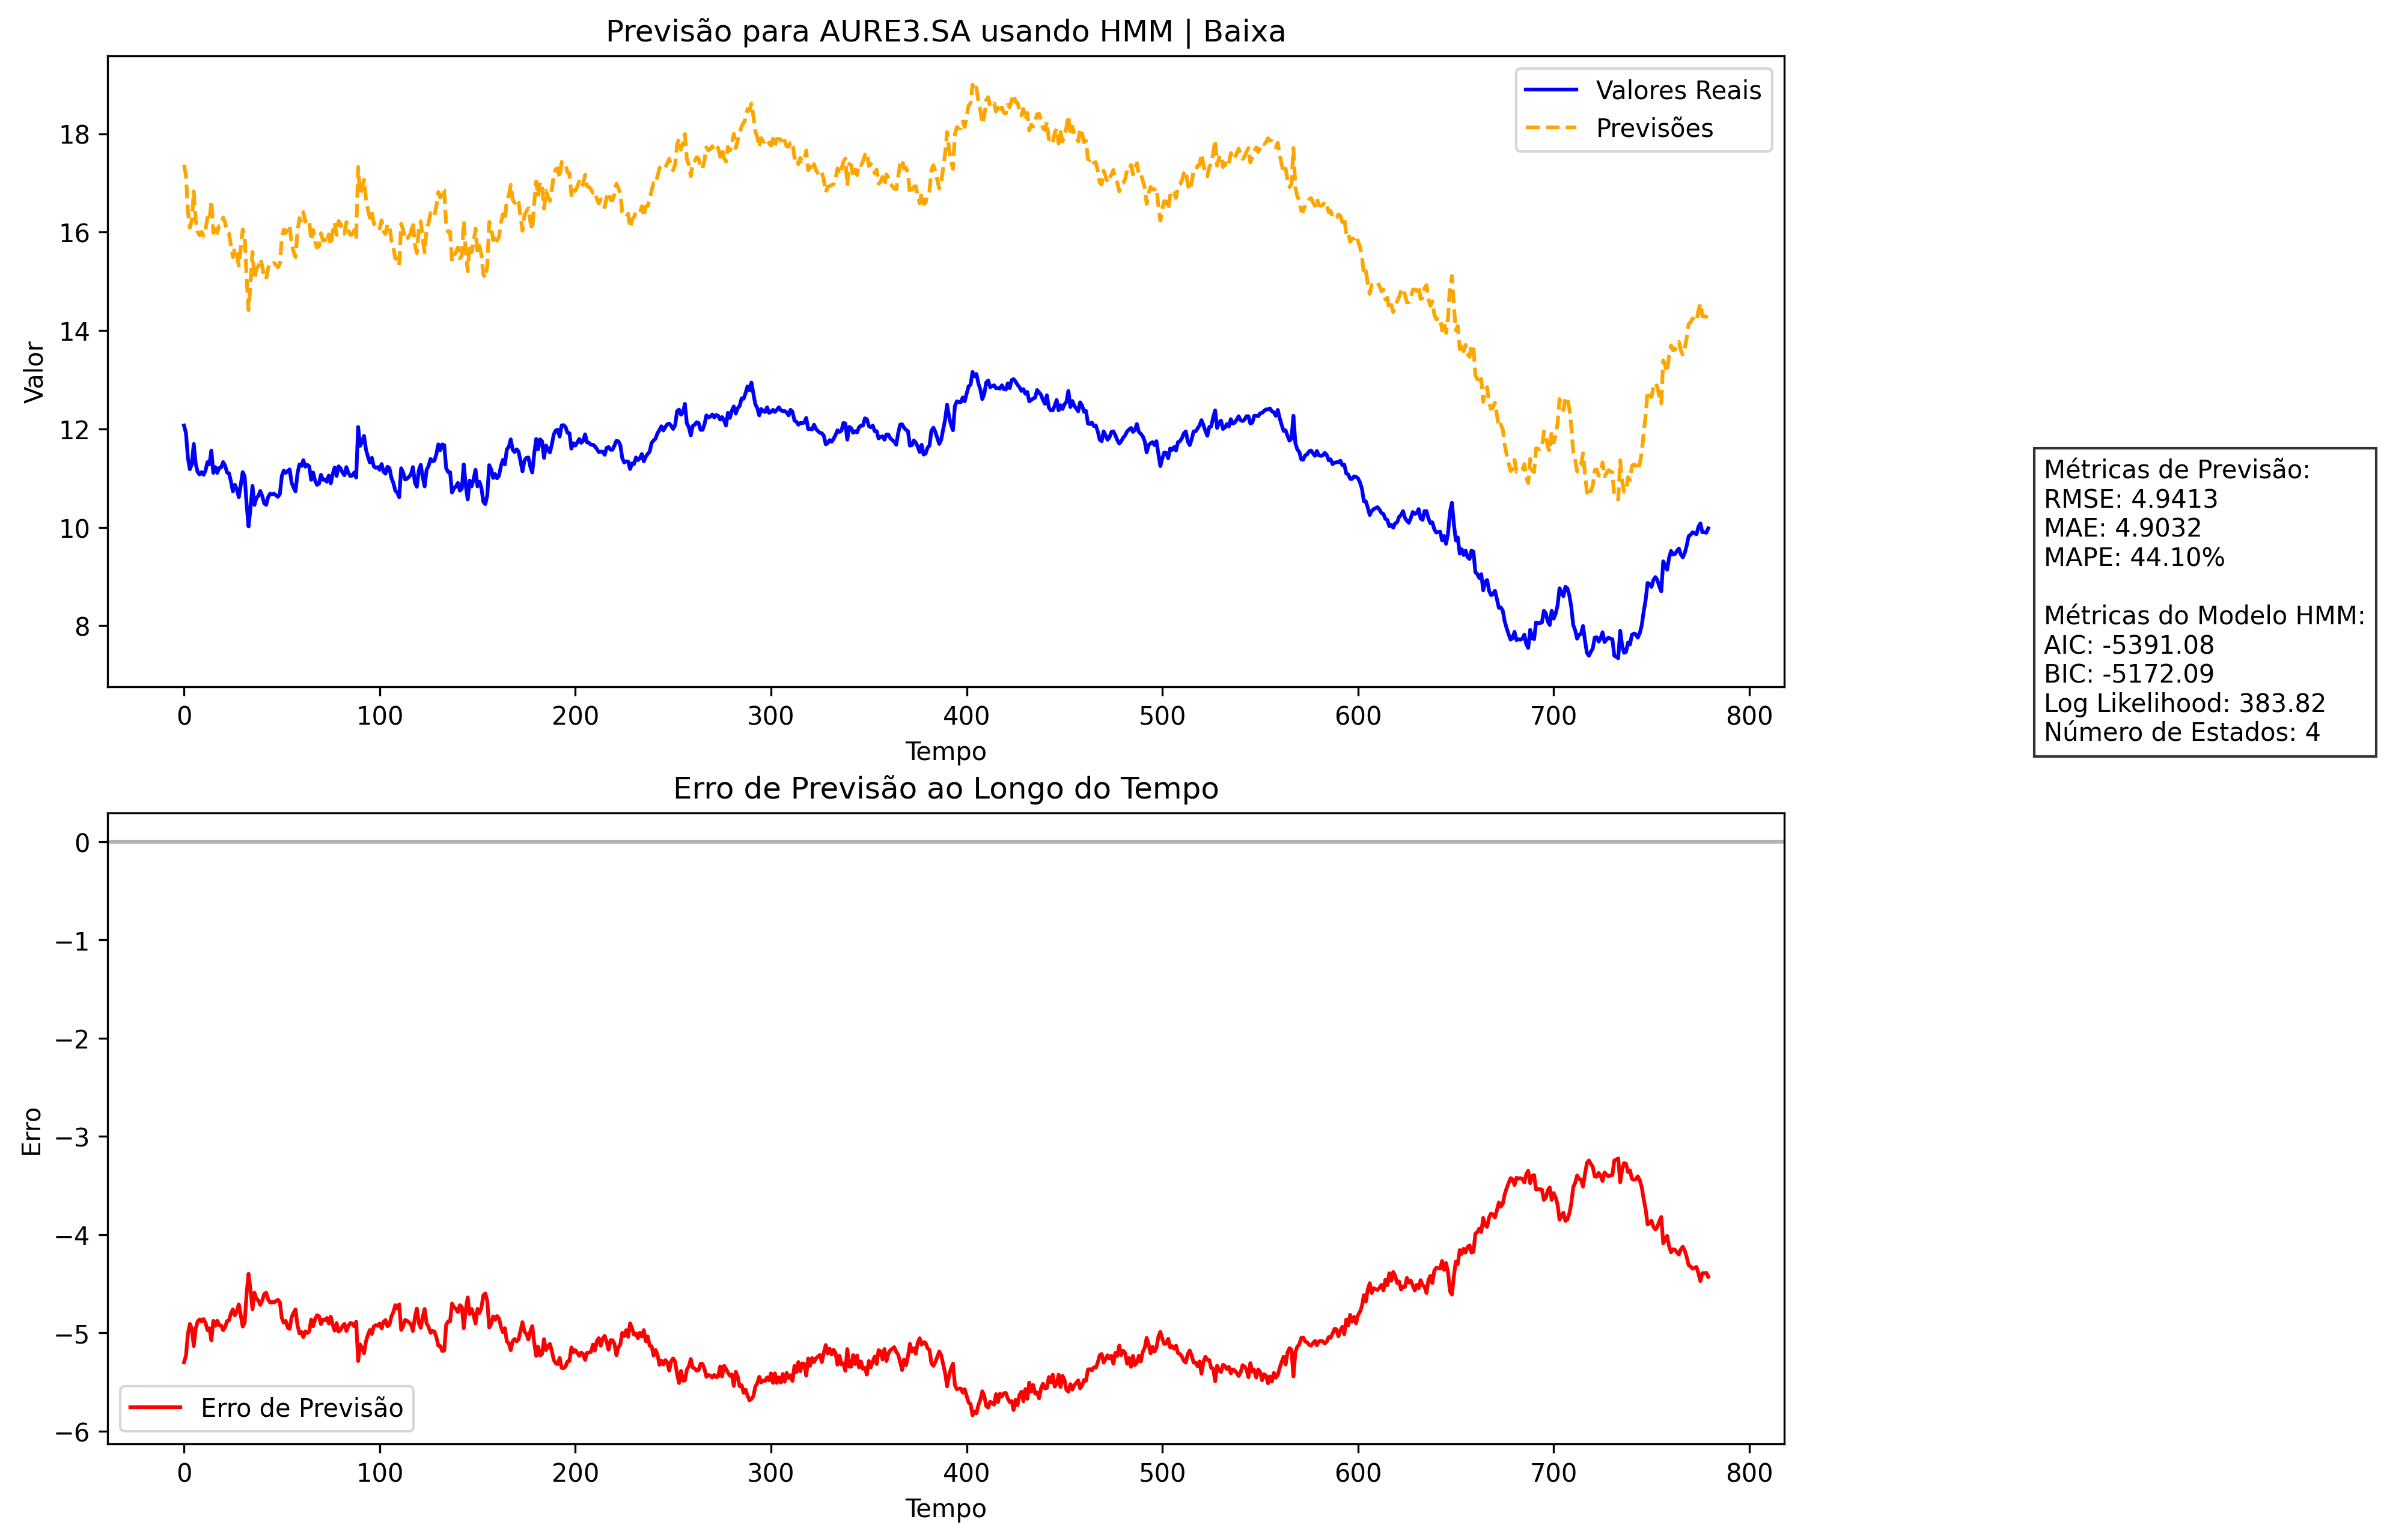 Previsão para AURE3.SA usando HMM | Baixa
Valores Reais
Previsões
Valor
18
16
14
12
10
8
0 100 200 300 400 500 600 700 800
Tempo
Métricas de Previsão:
RMSE: 4.9413
MAE: 4.9032
MAPE: 44.10%
Métricas do Modelo HMM:
AIC: -5391.08
BIC: -5172.09
Log Likelihood: 383.82
Número de Estados: 4
Erro de Previsão ao Longo do Tempo
Erro
0
−1
−2
−3
−4
−5
−6
Erro de Previsão
0 100 200 300 400 500 600 700 800
Tempo